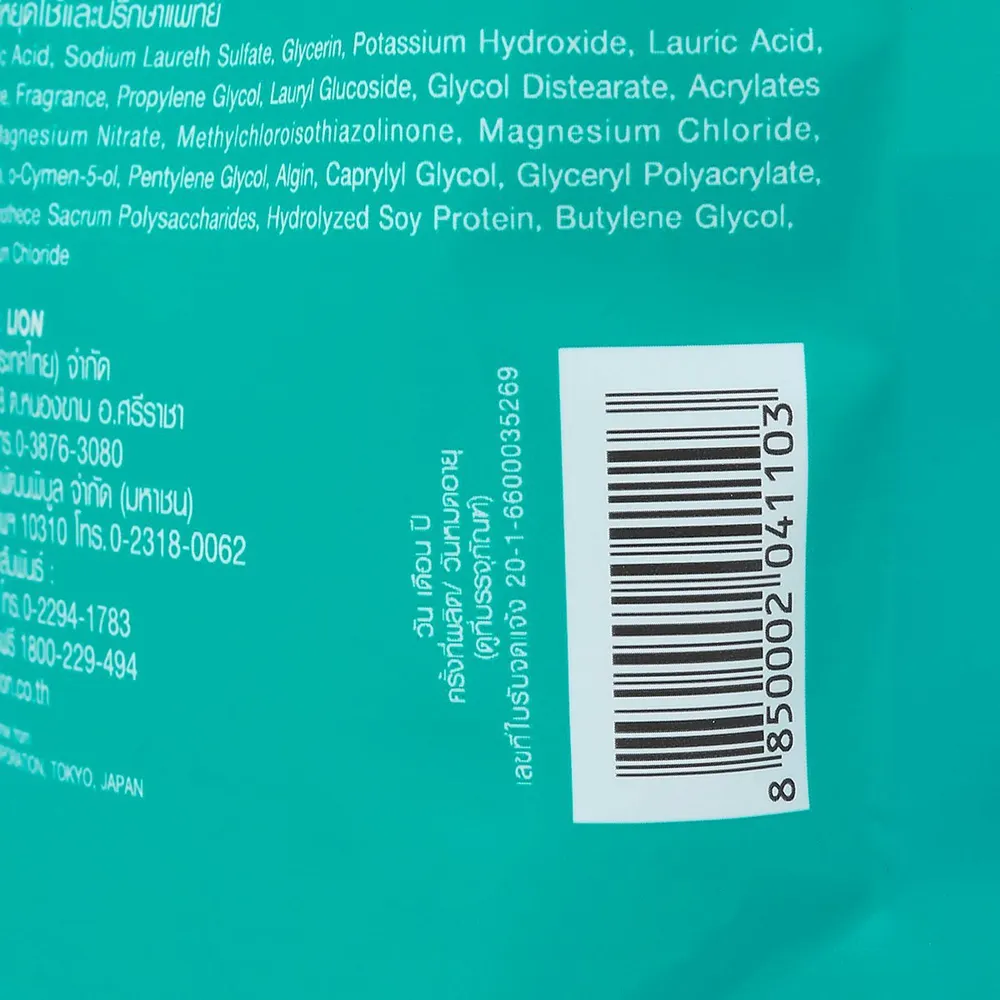 หยุดใช้และปรึกษาแพทย์
Acid, Sodium Laureth Sulfate, Glycerin, Potassium Hydroxide, Lauric Acid,
Fragrance, Propylene Glycol, Lauryl Glucoside, Glycol Distearate, Acrylates
Magnesium Nitrate, Methylchloroisothiazolinone, Magnesium Chloride,
o-Cymen-5-ol, Pentylene Glycol, Algin, Caprylyl Glycol, Glyceryl Polyacrylate,
Sacrum Polysaccharides, Hydrolyzed Soy Protein, Butylene Glycol,
Chloride
LION
จำกัด
ต.หนองขาม อ.ศรีราชา
0-3876-3080
จำกัด (มหาชน)
10310 โทร. 0-2318-0062
โทร. 0-2294-1783
1800-229-494
.co.th
TOKYO, JAPAN
วัน เดือน ปี
ครั้งที่ผลิต/ วันหมดอายุ
(ดูที่บรรจุภัณฑ์)
เลขที่ใบรับจดแจ้ง 20-1-6600035269
8 850002 041103